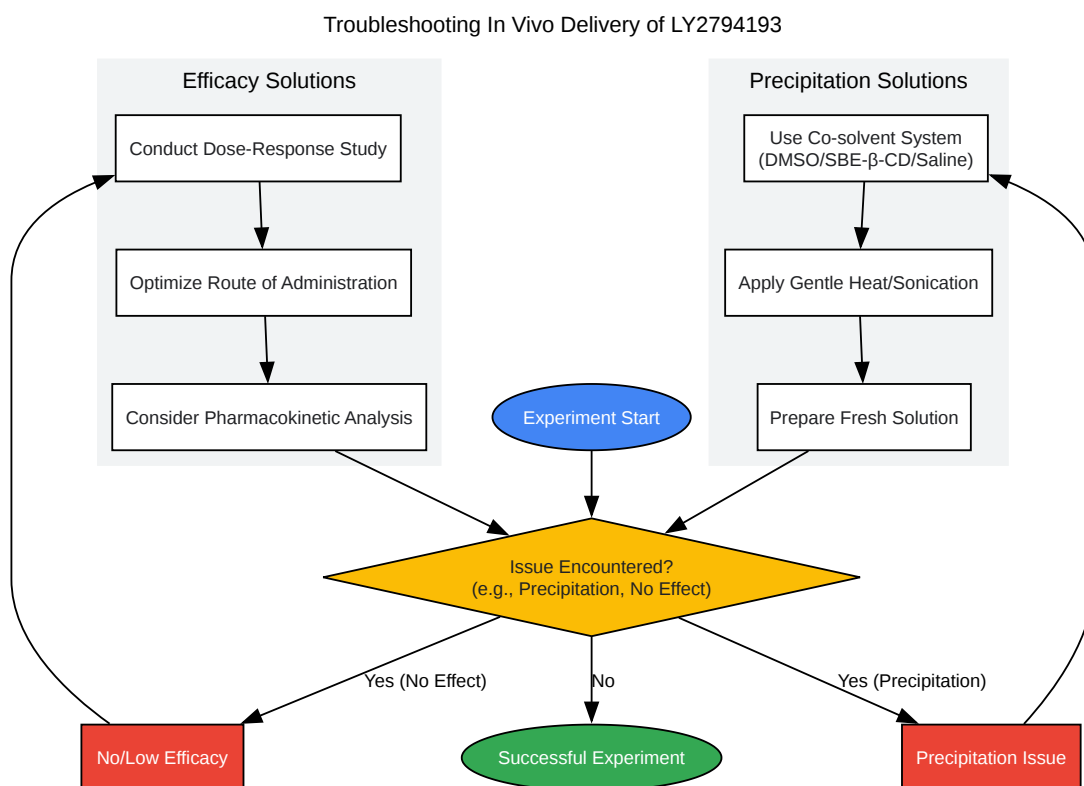 Troubleshooting In Vivo Delivery of LY2794193
Efficacy Solutions
Conduct Dose-Response Study
Optimize Route of Administration
Consider Pharmacokinetic Analysis
Precipitation Solutions
Use Co-solvent System
(DMSO/SBE-β-CD/Saline)
Apply Gentle Heat/Sonication
Prepare Fresh Solution
Experiment Start
Issue Encountered?
(e.g., Precipitation, No Effect)
Yes (No Effect)
No
Yes (Precipitation)
No/Low Efficacy
Successful Experiment
Precipitation Issue